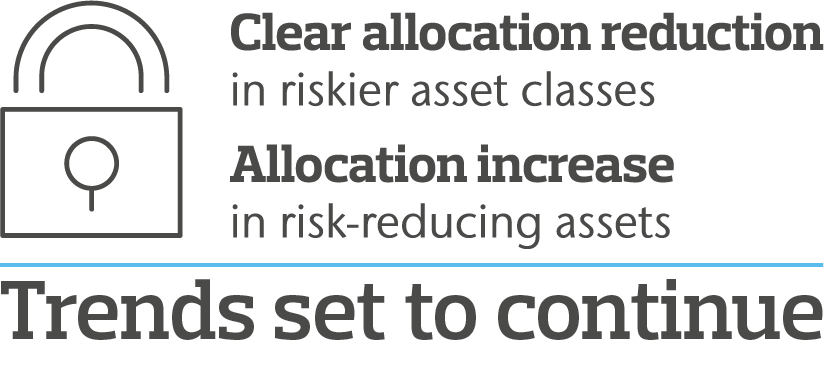 Clear allocation reduction
in riskier asset classes
Allocation increase
in risk-reducing assets
Trends set to continue